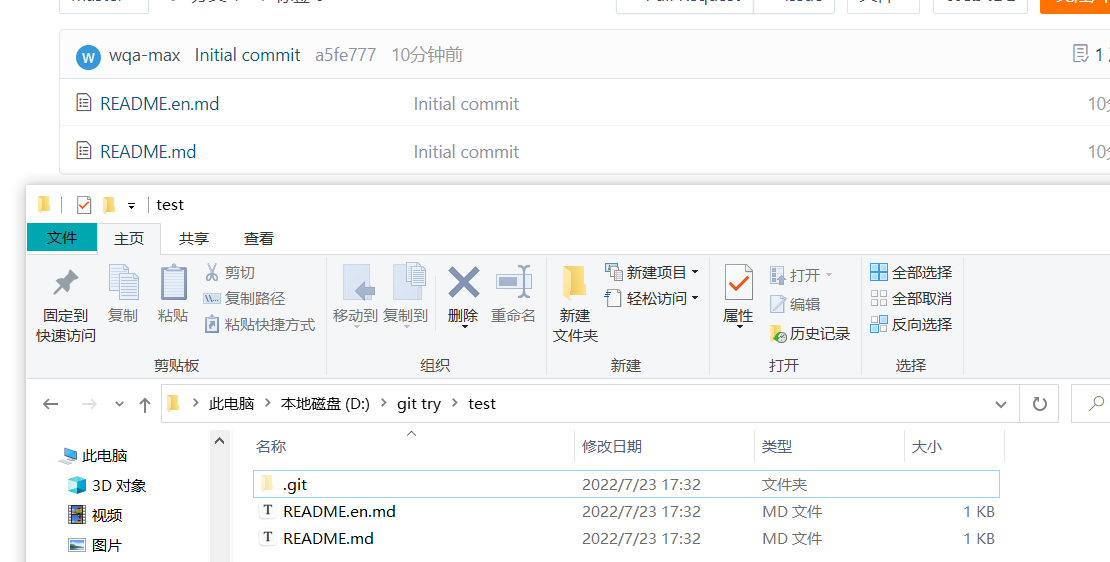 W wqa-max Initial commit a5fe777 10分钟前 1
README.en.md Initial commit 10
README.md Initial commit 10
test
文件 主页 共享 查看
固定到快速访问
复制
粘贴
剪切
复制路径
粘贴快捷方式
剪贴板
移动到 复制到 删除 重命名
组织
新建文件夹
新建项目
轻松访问
新建
属性
打开
编辑
历史记录
打开
全部选择
全部取消
反向选择
选择
此电脑 本地磁盘 (D:) git try test
名称 修改日期 类型 大小
此电脑
3D 对象
视频
图片
.git 2022/7/23 17:32 文件夹
README.en.md 2022/7/23 17:32 MD 文件 1 KB
README.md 2022/7/23 17:32 MD 文件 1 KB